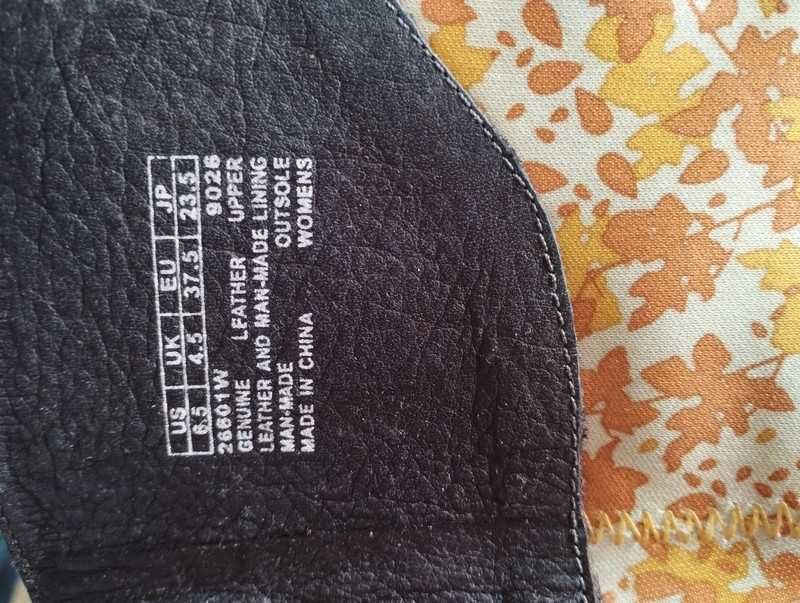 US UK EU JP
6.5 4.5 37.5 23.5
26601W 9026
GENUINE LEATHER UPPER
LEATHER AND MAN-MADE LINING
MAN-MADE OUTSOLE
MADE IN CHINA WOMENS